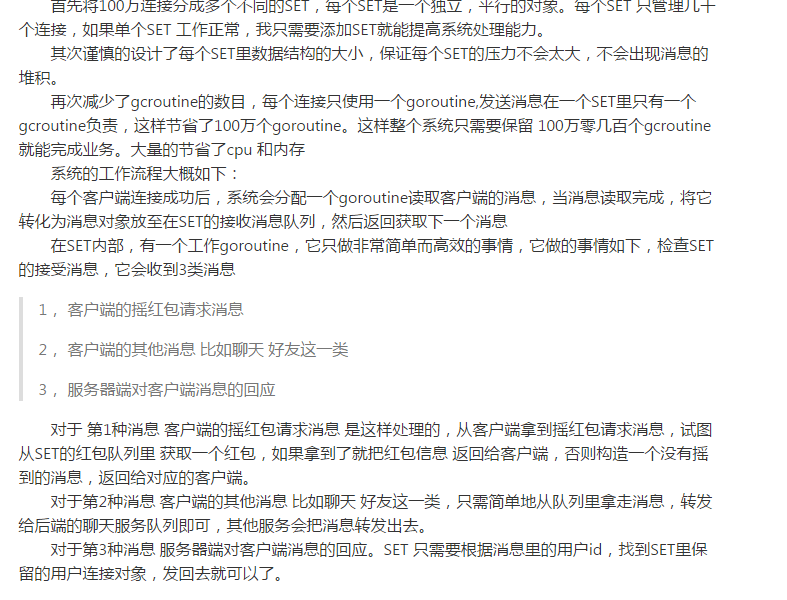 首先将100万连接分成多个不同的SET，每个SET是一个独立，平行的对象。每个SET 只管理几千
个连接，如果单个SET 工作正常，我只需要添加SET就能提高系统处理能力。
其次谨慎的设计了每个SET里数据结构的大小，保证每个SET的压力不会太大，不会出现消息的
堆积。
再次减少了gcroutine的数目，每个连接只使用一个goroutine,发送消息在一个SET里只有一个
gcroutine负责，这样节省了100万个goroutine。这样整个系统只需要保留 100万零几百个gcroutine
就能完成业务。大量的节省了cpu 和内存
系统的工作流程大概如下：
每个客户端连接成功后，系统会分配一个goroutine读取客户端的消息，当消息读取完成，将它
转化为消息对象放至在SET的接收消息队列，然后返回获取下一个消息
在SET内部，有一个工作goroutine，它只做非常简单而高效的事情，它做的事情如下，检查SET
的接受消息，它会收到3类消息
1， 客户端的摇红包请求消息
2， 客户端的其他消息 比如聊天 好友这一类
3， 服务器端对客户端消息的回应
对于 第1种消息 客户端的摇红包请求消息 是这样处理的，从客户端拿到摇红包请求消息，试图
从SET的红包队列里 获取一个红包，如果拿到了就把红包信息 返回给客户端，否则构造一个没有摇
到的消息，返回给对应的客户端。
对于第2种消息 客户端的其他消息 比如聊天 好友这一类，只需简单地从队列里拿走消息，转发
给后端的聊天服务队列即可，其他服务会把消息转发出去。
对于第3种消息 服务器端对客户端消息的回应。SET 只需要根据消息里的用户id，找到SET里保
留的用户连接对象，发回去就可以了。